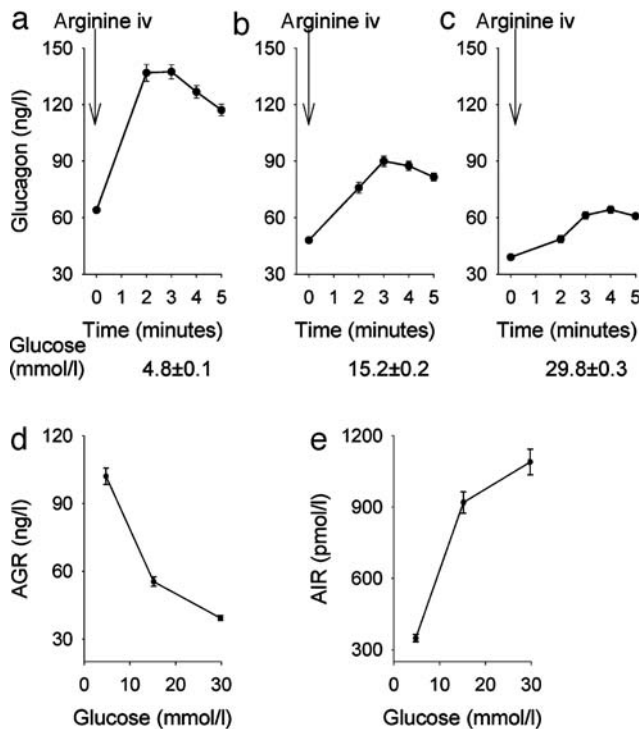 a Arginine iv b Arginine iv c Arginine iv
Glucagon (ng/l)
150 150 150
120 120 120
90 90 90
60 60 60
30 30 30
0 1 2 3 4 5 0 1 2 3 4 5 0 1 2 3 4 5
Time (minutes) Time (minutes) Time (minutes)
Glucose
(mmol/l) 4.8±0.1 15.2±0.2 29.8±0.3
d e
AGR (ng/l) AIR (pmol/l)
120 1200
90 900
60 600
30 300
0 10 20 30 0 10 20 30
Glucose (mmol/l) Glucose (mmol/l)